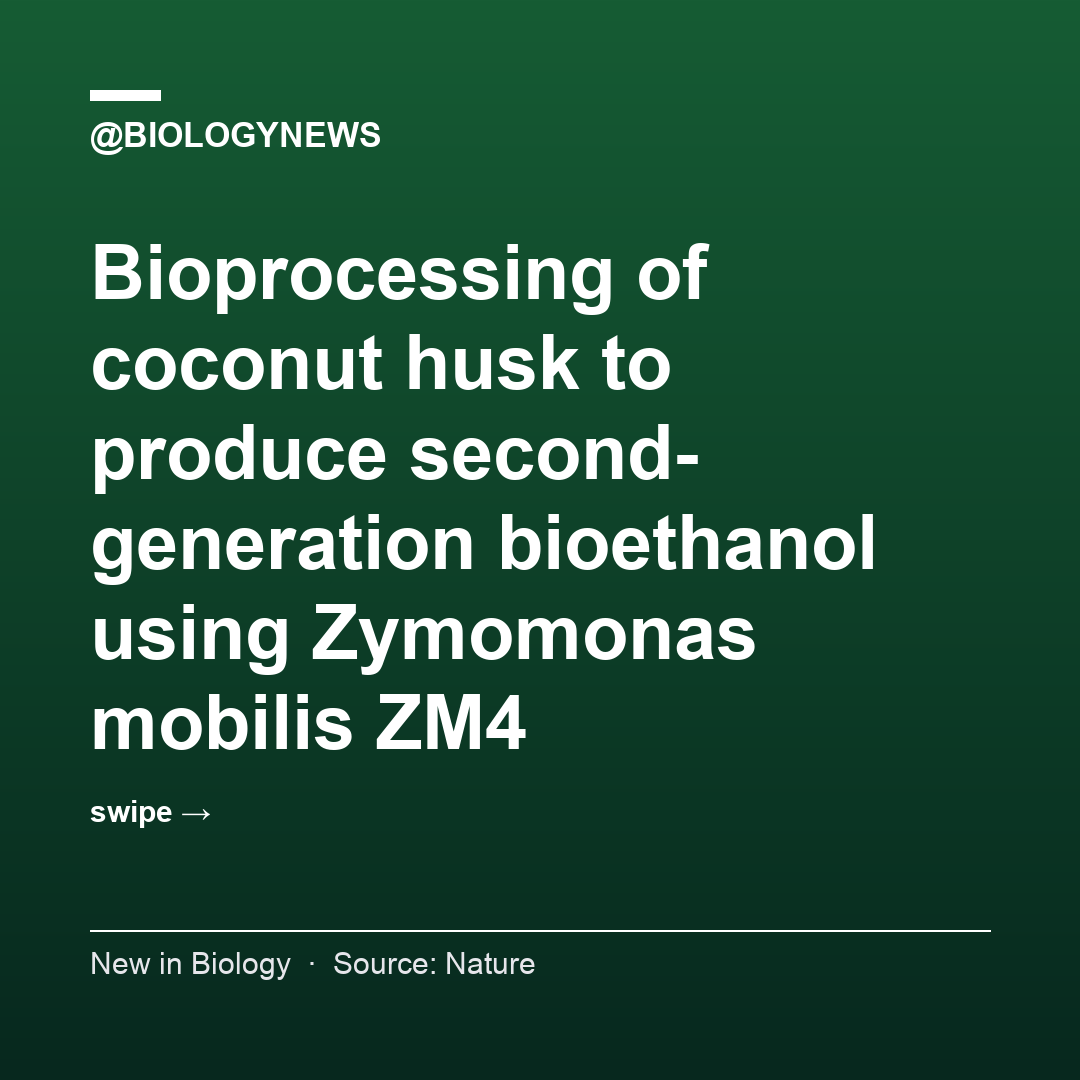 @BIOLOGYNEWS
Bioprocessing of
coconut husk to
produce second-
generation bioethanol
using Zymomonas
mobilis ZM4
swipe →
New in Biology · Source: Nature